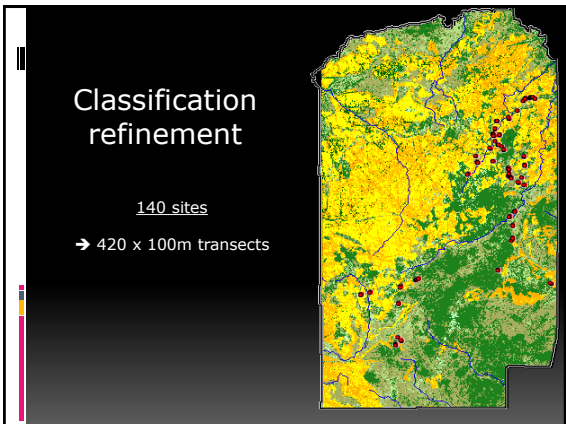 Classification
refinement
140 sites
➔ 420 x 100m transects